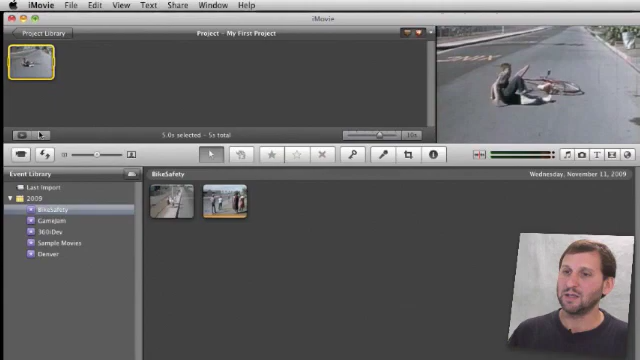 iMovie File Edit View Text Share Window Help
iMovie
Project Library
Project - My First Project
5.0s selected - 5s total
10s
Event Library
BikeSafety
Wednesday, November 11, 2009
Last Import
2009
BikeSafety
GameJam
360iDev
Sample Movies
Denver